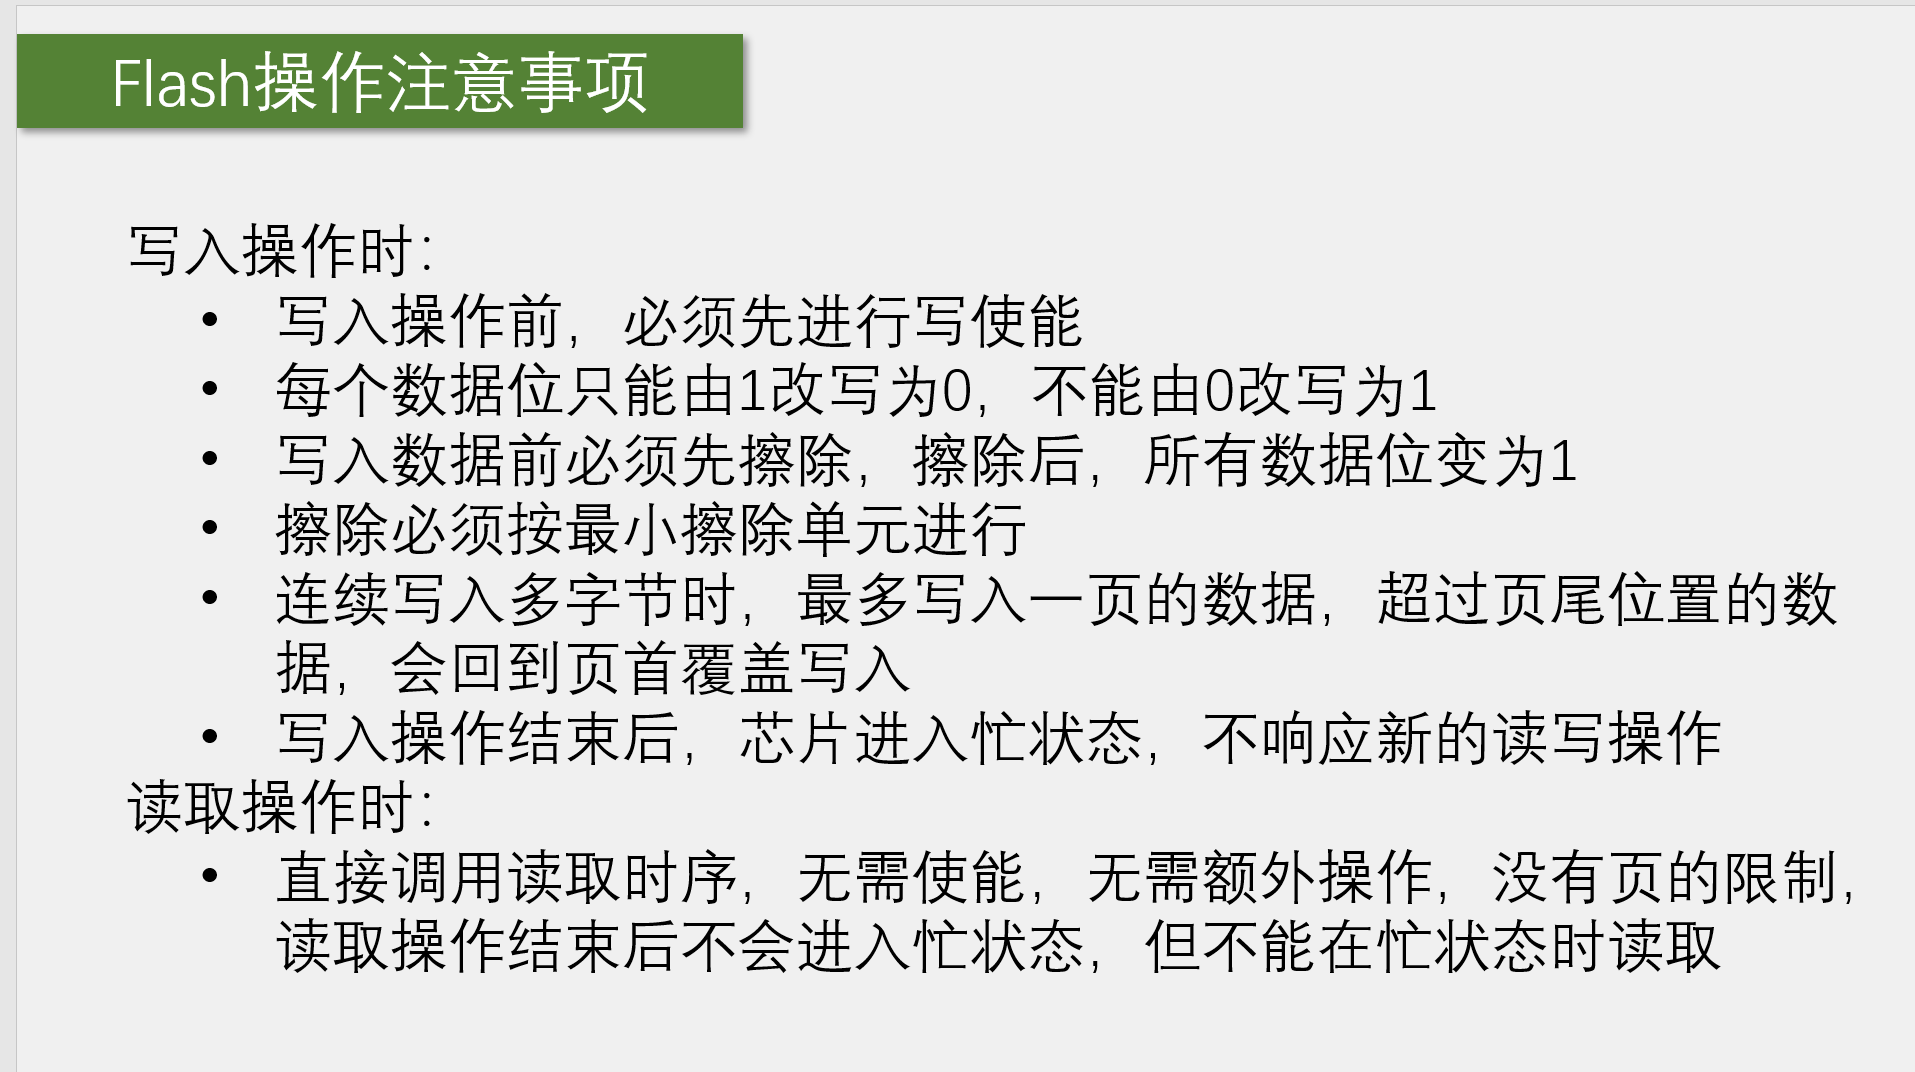 Flash操作注意事项
写入操作时：
• 写入操作前，必须先进行写使能
• 每个数据位只能由1改写为0，不能由0改写为1
• 写入数据前必须先擦除，擦除后，所有数据位变为1
• 擦除必须按最小擦除单元进行
• 连续写入多字节时，最多写入一页的数据，超过页尾位置的数
据，会回到页首覆盖写入
• 写入操作结束后，芯片进入忙状态，不响应新的读写操作
读取操作时：
• 直接调用读取时序，无需使能，无需额外操作，没有页的限制，
读取操作结束后不会进入忙状态，但不能在忙状态时读取